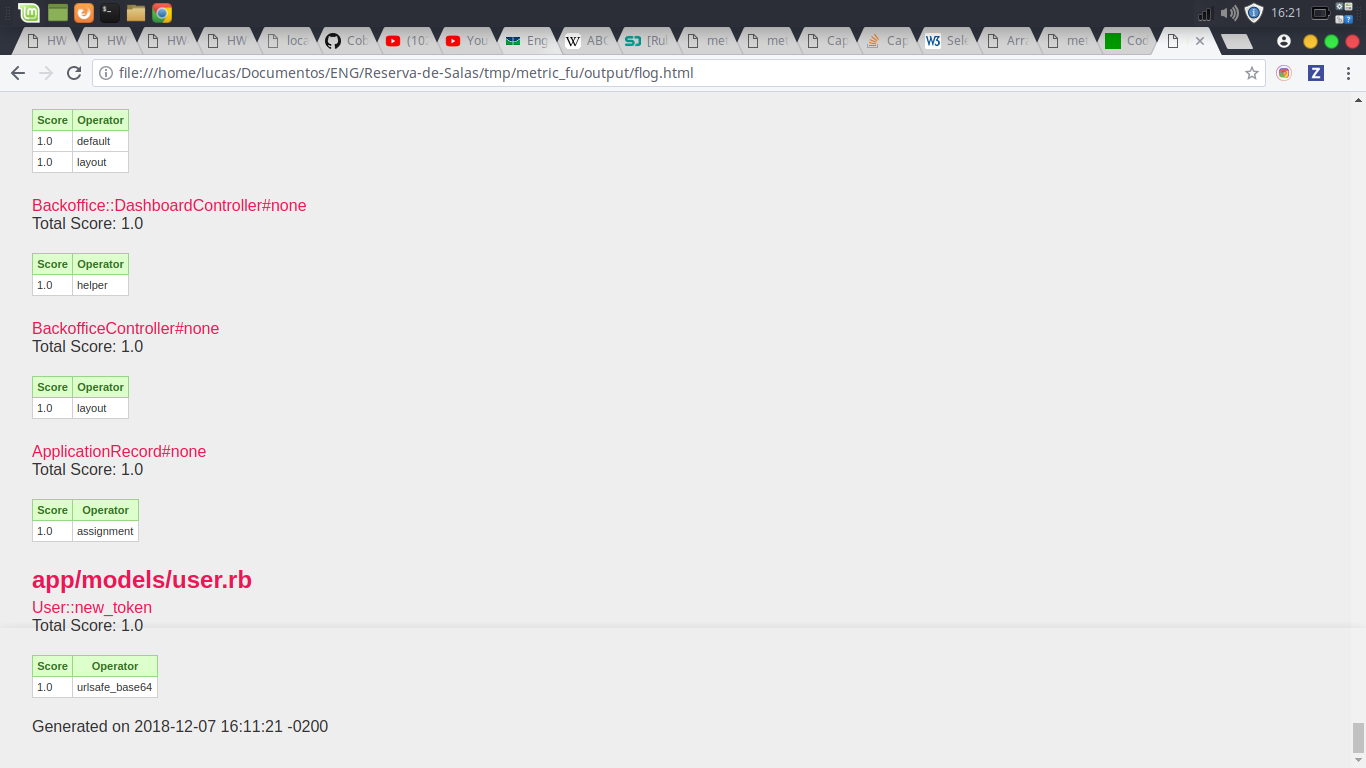 16:21
HW
HW
HW
HW
loca
Cob
(10
You
Eng
W ABC
[Ru
met
met
Cap
Cap
Sele
Arra
met
Coc
file:///home/lucas/Documentos/ENG/Reserva-de-Salas/tmp/metric_fu/output/flog.html
Z
Score Operator
1.0 default
1.0 layout
Backoffice::DashboardController#none
Total Score: 1.0
Score Operator
1.0 helper
BackofficeController#none
Total Score: 1.0
Score Operator
1.0 layout
ApplicationRecord#none
Total Score: 1.0
Score Operator
1.0 assignment
app/models/user.rb
User::new_token
Total Score: 1.0
Score Operator
1.0 urlsafe_base64
Generated on 2018-12-07 16:11:21 -0200